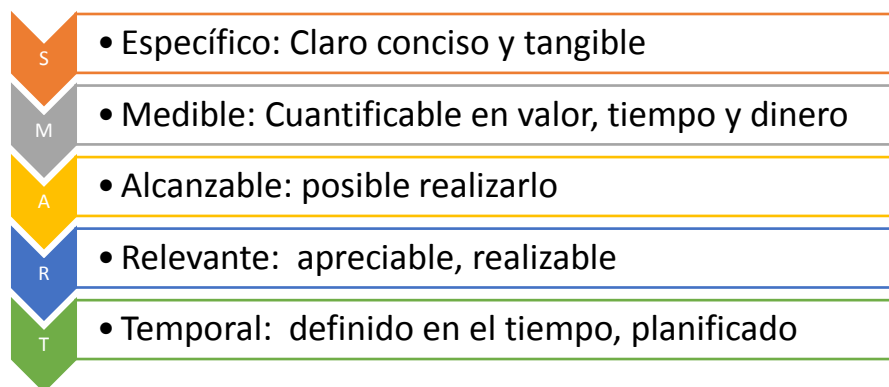 S
• Específico: Claro conciso y tangible
M
• Medible: Cuantificable en valor, tiempo y dinero
A
• Alcanzable: posible realizarlo
R
• Relevante: apreciable, realizable
T
• Temporal: definido en el tiempo, planificado